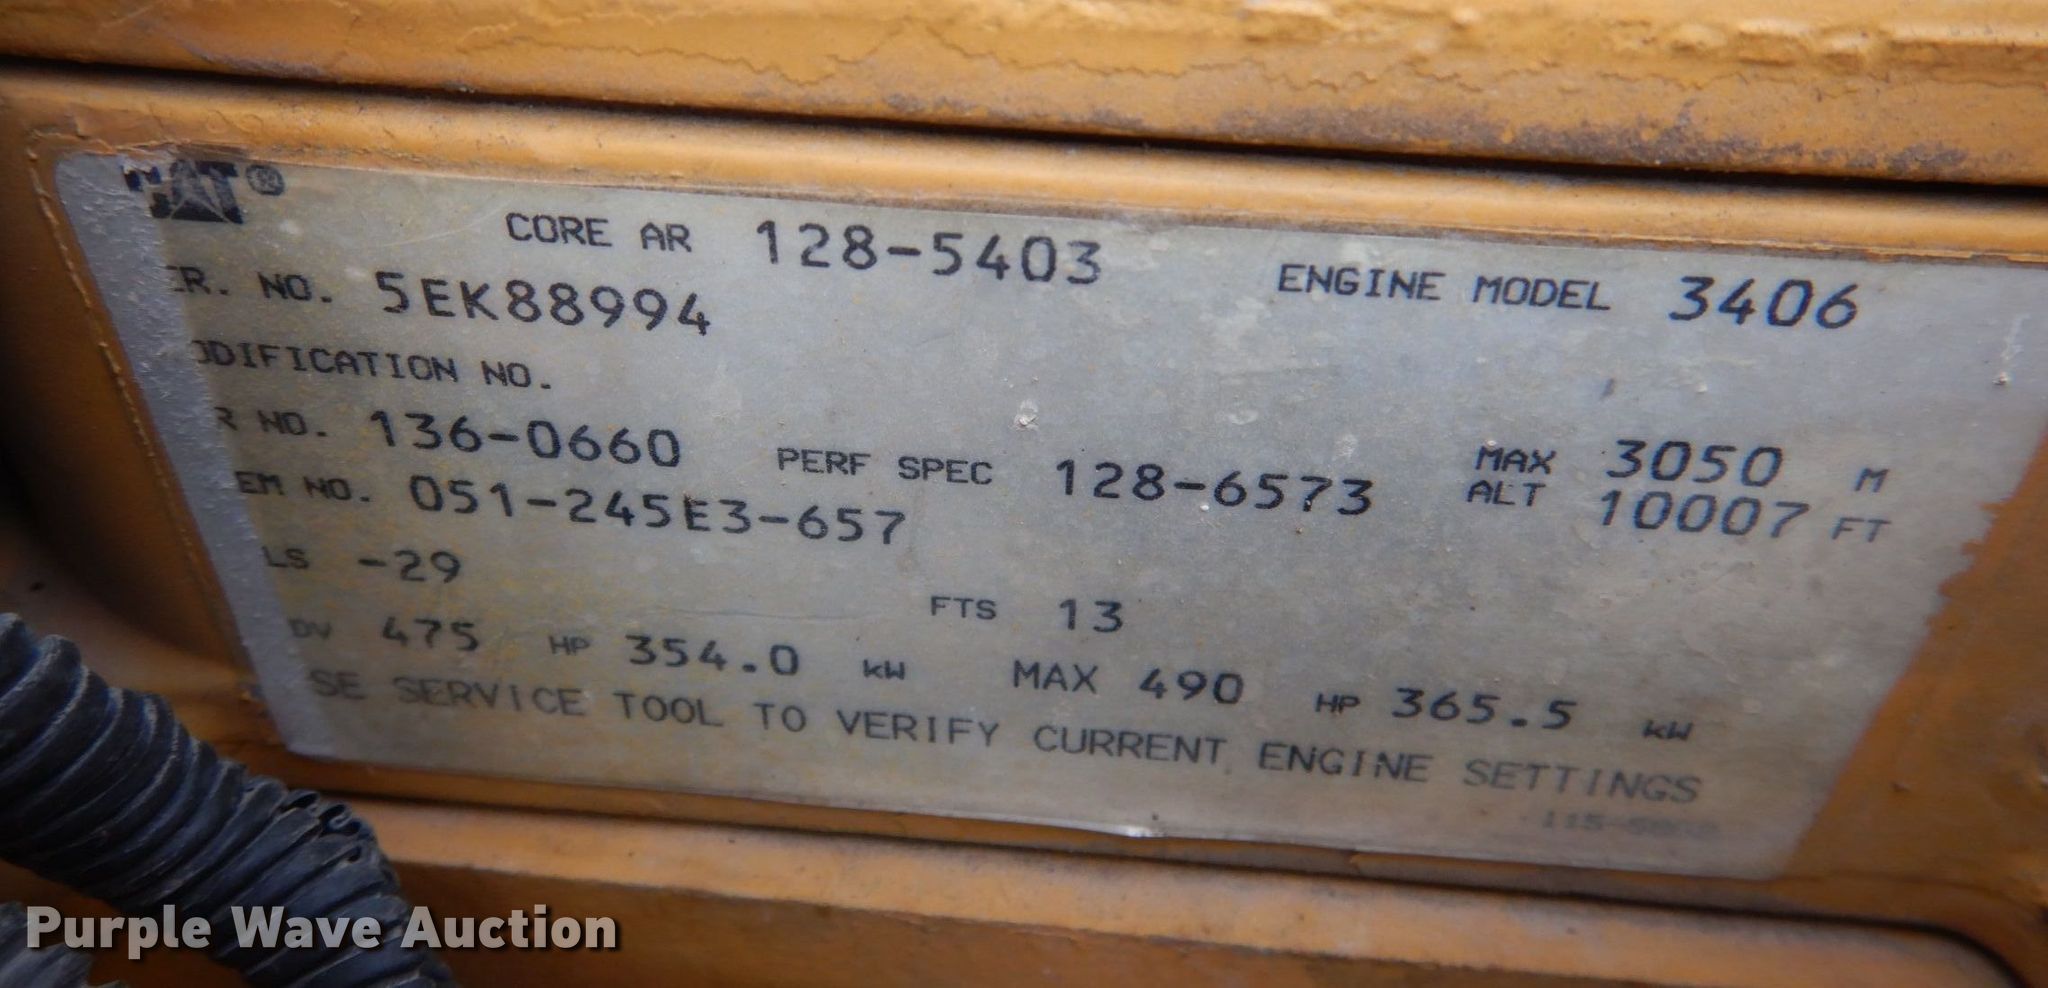 CAT®
CORE AR 128-5403 ENGINE MODEL 3406
ER. NO. 5EK88994
ODIFICATION NO.
R NO. 136-0660 PERF SPEC 128-6573 MAX ALT 3050 M 10007 FT
EM NO. 051-245E3-657
LS -29 FTS 13
DV 475 HP 354.0 kW MAX 490 HP 365.5 kW
SE SERVICE TOOL TO VERIFY CURRENT ENGINE SETTINGS
Purple Wave Auction